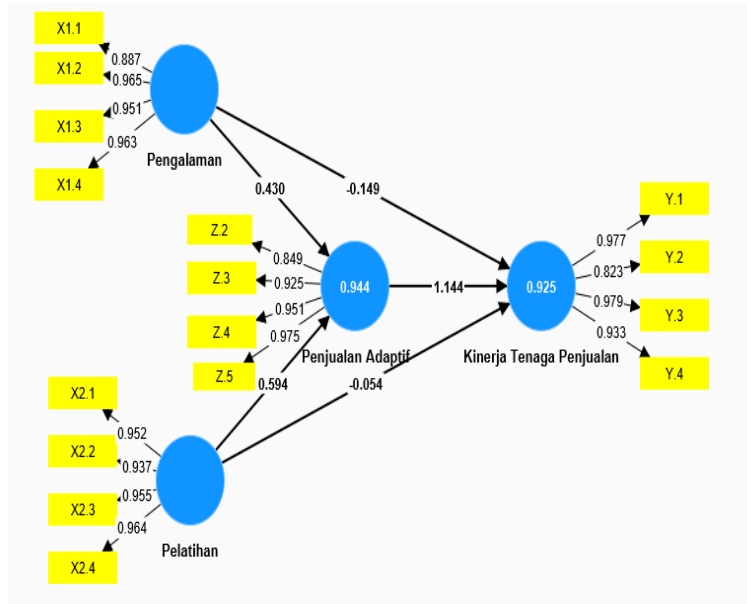 X1.1
0.887
X1.2
0.965
0.951
X1.3
0.963
X1.4
Pengalaman
0.430
-0.149
Z.2
0.849
Z.3
0.925
0.951
Z.4
0.975
Z.5
0.944
Penjualan Adaptif
1.144
0.925
Kinerja Tenaga Penjualan
Y.1
0.977
Y.2
0.823
0.979
Y.3
0.933
Y.4
0.594
-0.054
X2.1
0.952
X2.2
0.937
0.955
X2.3
0.964
X2.4
Pelatihan